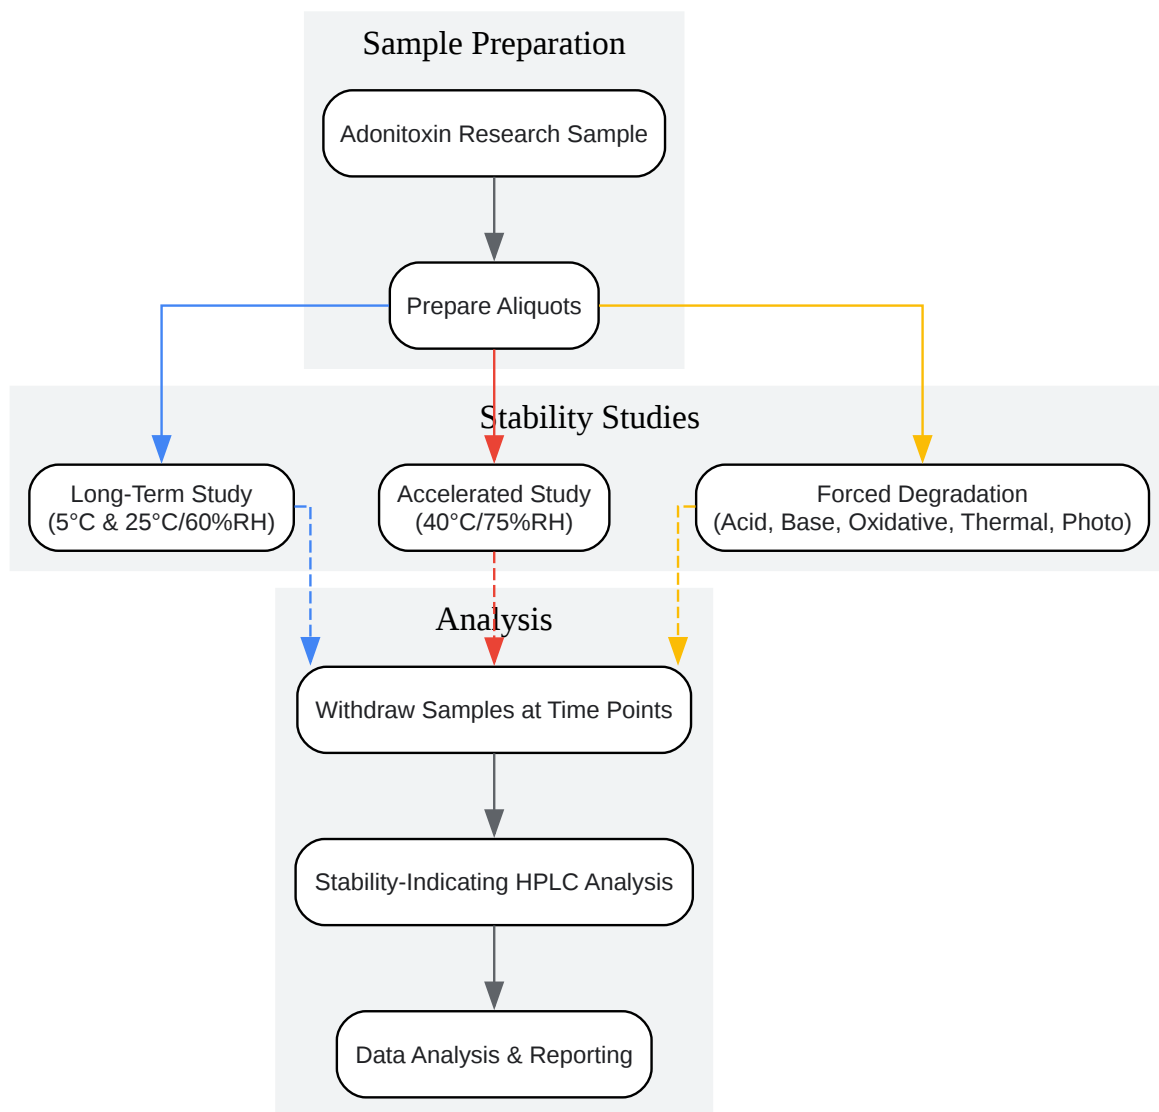 Sample Preparation
Adonitoxin Research Sample
Prepare Aliquots
Stability Studies
Long-Term Study
(5°C & 25°C/60%RH)
Accelerated Study
(40°C/75%RH)
Forced Degradation
(Acid, Base, Oxidative, Thermal, Photo)
Analysis
Withdraw Samples at Time Points
Stability-Indicating HPLC Analysis
Data Analysis & Reporting